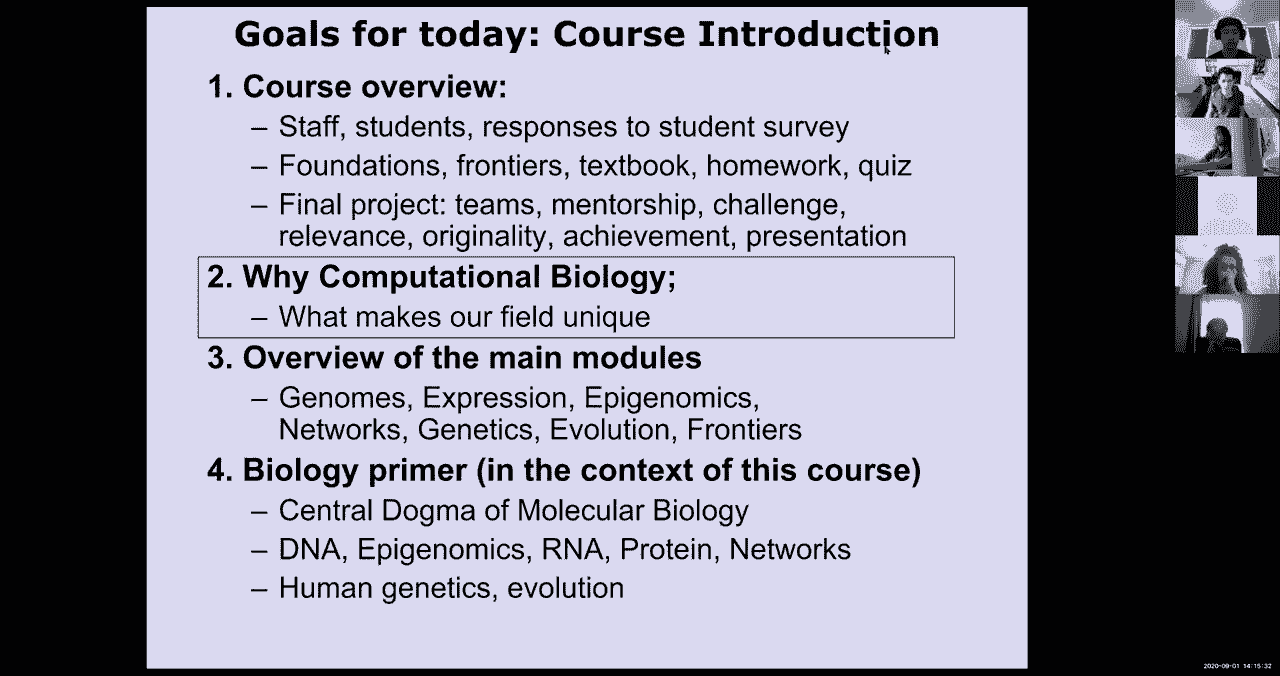 Goals for today: Course Introduction
1. Course overview:
– Staff, students, responses to student survey
– Foundations, frontiers, textbook, homework, quiz
– Final project: teams, mentorship, challenge,
relevance, originality, achievement, presentation
2. Why Computational Biology;
– What makes our field unique
3. Overview of the main modules
– Genomes, Expression, Epigenomics,
Networks, Genetics, Evolution, Frontiers
4. Biology primer (in the context of this course)
– Central Dogma of Molecular Biology
– DNA, Epigenomics, RNA, Protein, Networks
– Human genetics, evolution
2020-09-01 14:15:32